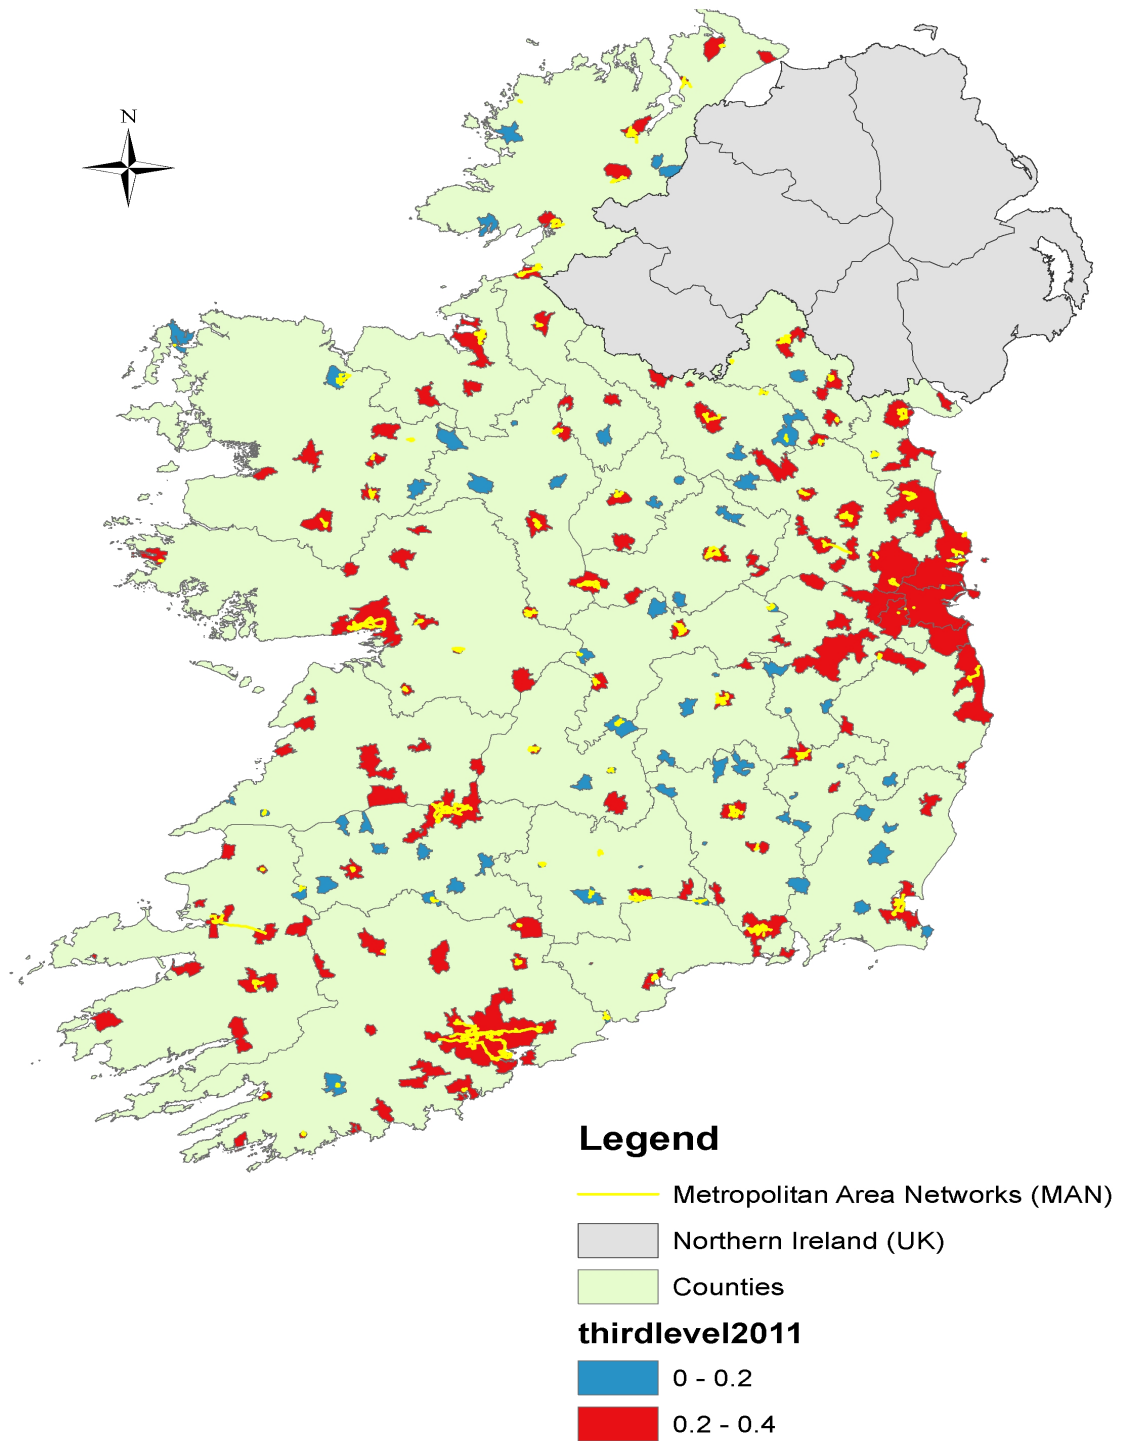 N
Legend
Metropolitan Area Networks (MAN)
Northern Ireland (UK)
Counties
thirdlevel2011
0 - 0.2
0.2 - 0.4